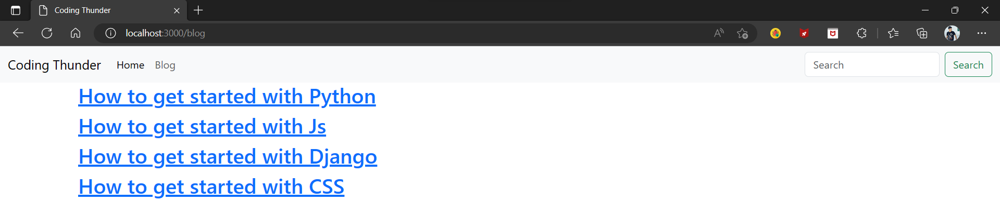 Coding Thunder
localhost:3000/blog
Coding Thunder Home Blog Search Search
How to get started with Python
How to get started with Js
How to get started with Django
How to get started with CSS